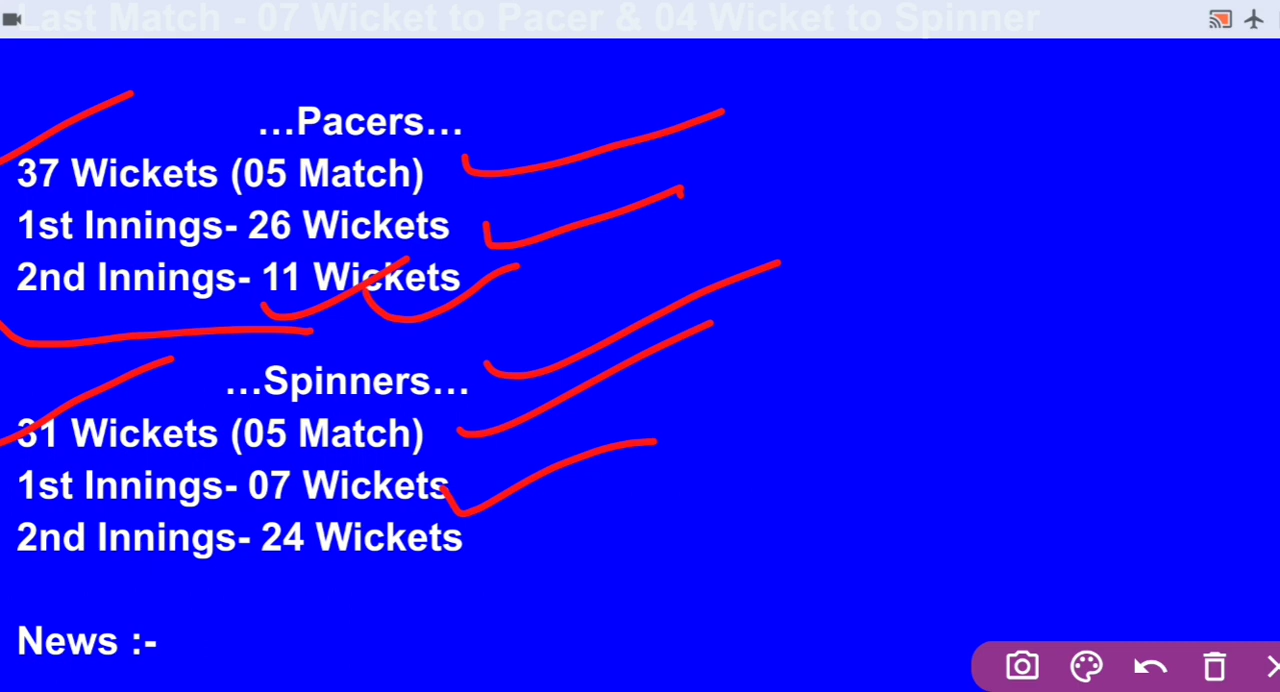 Last Match - 07 Wicket to Pacer & 04 Wicket to Spinner
...Pacers...
37 Wickets (05 Match)
1st Innings- 26 Wickets
2nd Innings- 11 Wickets
...Spinners...
31 Wickets (05 Match)
1st Innings- 07 Wickets
2nd Innings- 24 Wickets
News :-